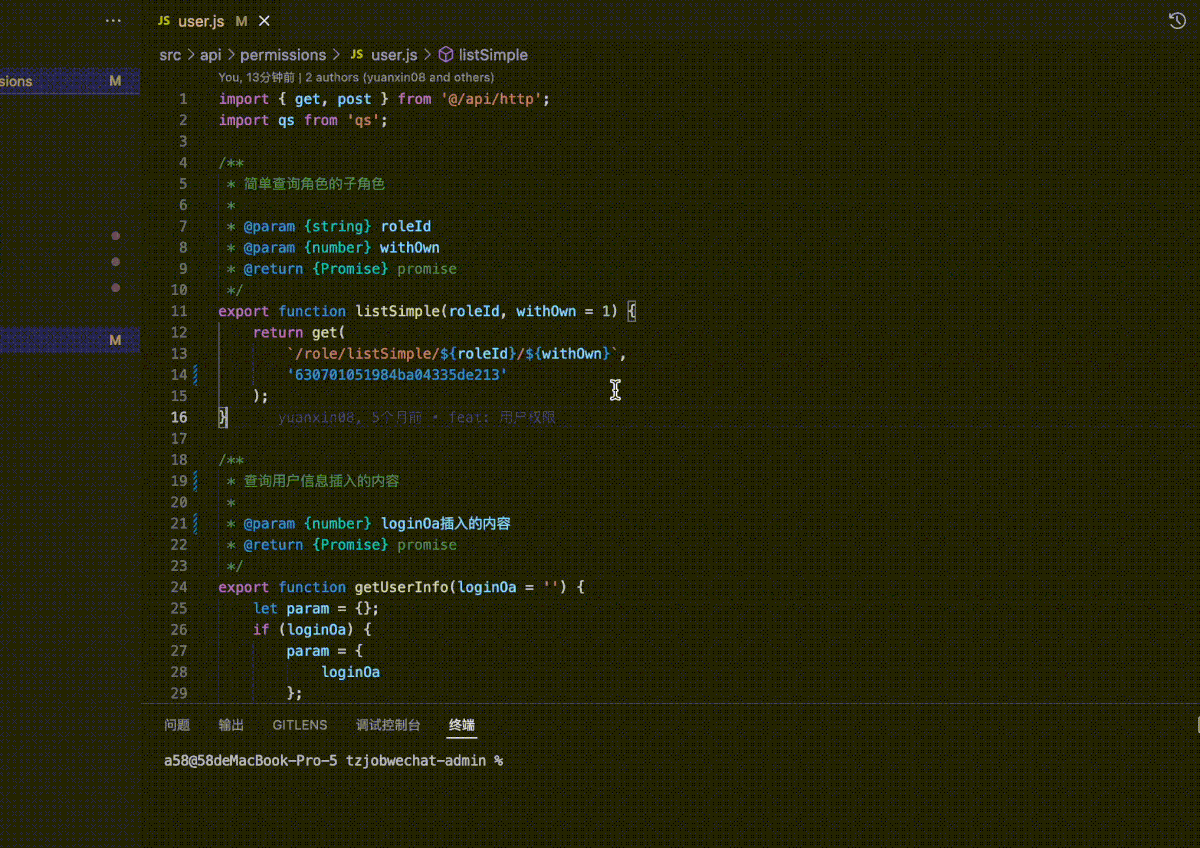 ··· JS user.js M ×
src > api > permissions > JS user.js > listSimple
sions M
You, 13分钟前 | 2 authors (yuanxin08 and others)
1 import { get, post } from '@/api/http';
2 import qs from 'qs';
3
4 /**
5 * 简单查询角色的子角色
6 *
7 * @param {string} roleId
8 * @param {number} withOwn
9 * @return {Promise} promise
10 */
11 export function listSimple(roleId, withOwn = 1) {
12 return get(
13 `/role/listSimple/${roleId}/${withOwn}`,
M
14 '630701051984ba04335de213'
15 );
16 } yuanxin08, 5个月前 • feat: 用户权限
17
18 /**
19 * 查询用户信息插入的内容
20 *
21 * @param {number} loginOa插入的内容
22 * @return {Promise} promise
23 */
24 export function getUserInfo(loginOa = '') {
25 let param = {};
26 if (loginOa) {
27 param = {
28 loginOa
29 };
问题 输出 GITLENS 调试控制台 终端
a58@58deMacBook-Pro-5 tzjobwechat-admin %